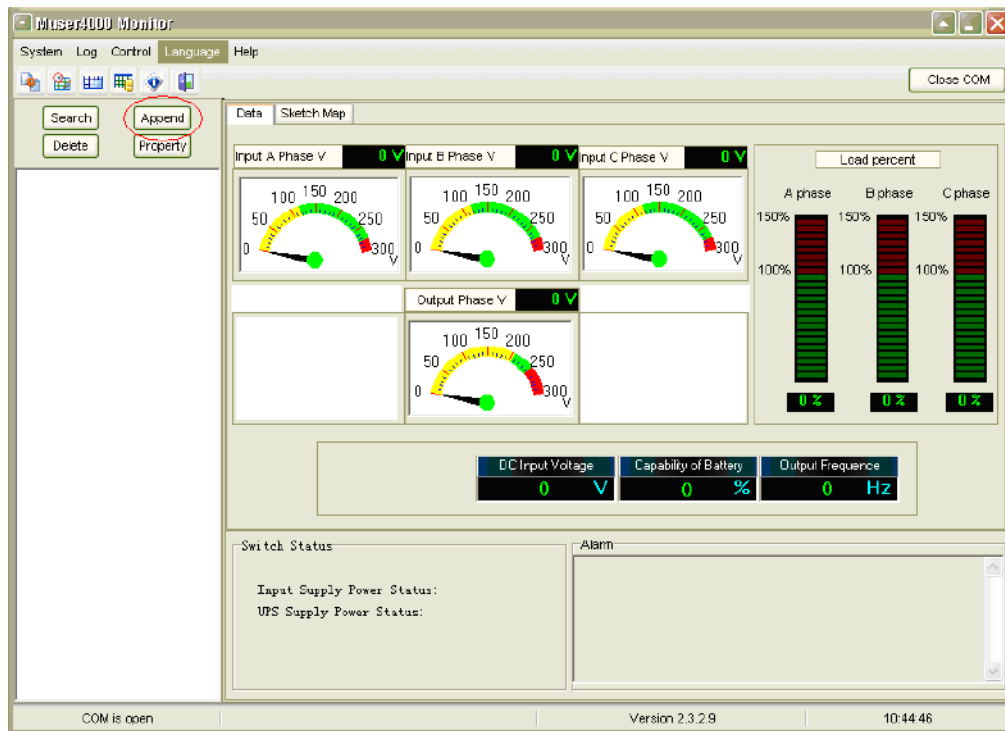 Muser4000 Monitor
System Log Control Language Help
Close COM
Search Append
Delete Property
Data Sketch Map
Input A Phase V 0 V Input B Phase V 0 V Input C Phase V 0 V
0 50 100 150 200 250 300 V
0 50 100 150 200 250 300 V
0 50 100 150 200 250 300 V
Output Phase V 0 V
0 50 100 150 200 250 300 V
Load percent
A phase B phase C phase
150% 150% 150%
100% 100% 100%
0 % 0 % 0 %
DC Input Voltage Capability of Battery Output Frequence
0 V 0 % 0 Hz
Switch Status
Input Supply Power Status:
UPS Supply Power Status:
Alarm
COM is open Version 2.3.2.9 10:44:46